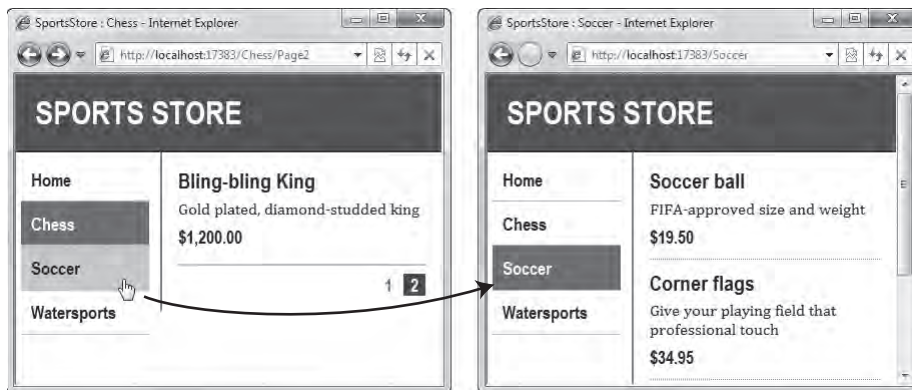 SportsStore : Chess - Internet Explorer
http://localhost:17383/Chess/Page2
SPORTS STORE
Home
Chess
Soccer
Watersports
Bling-bling King
Gold plated, diamond-studded king
$1,200.00
1 2
SportsStore : Soccer - Internet Explorer
http://localhost:17383/Soccer
SPORTS STORE
Home
Chess
Soccer
Watersports
Soccer ball
FIFA-approved size and weight
$19.50
Corner flags
Give your playing field that
professional touch
$34.95